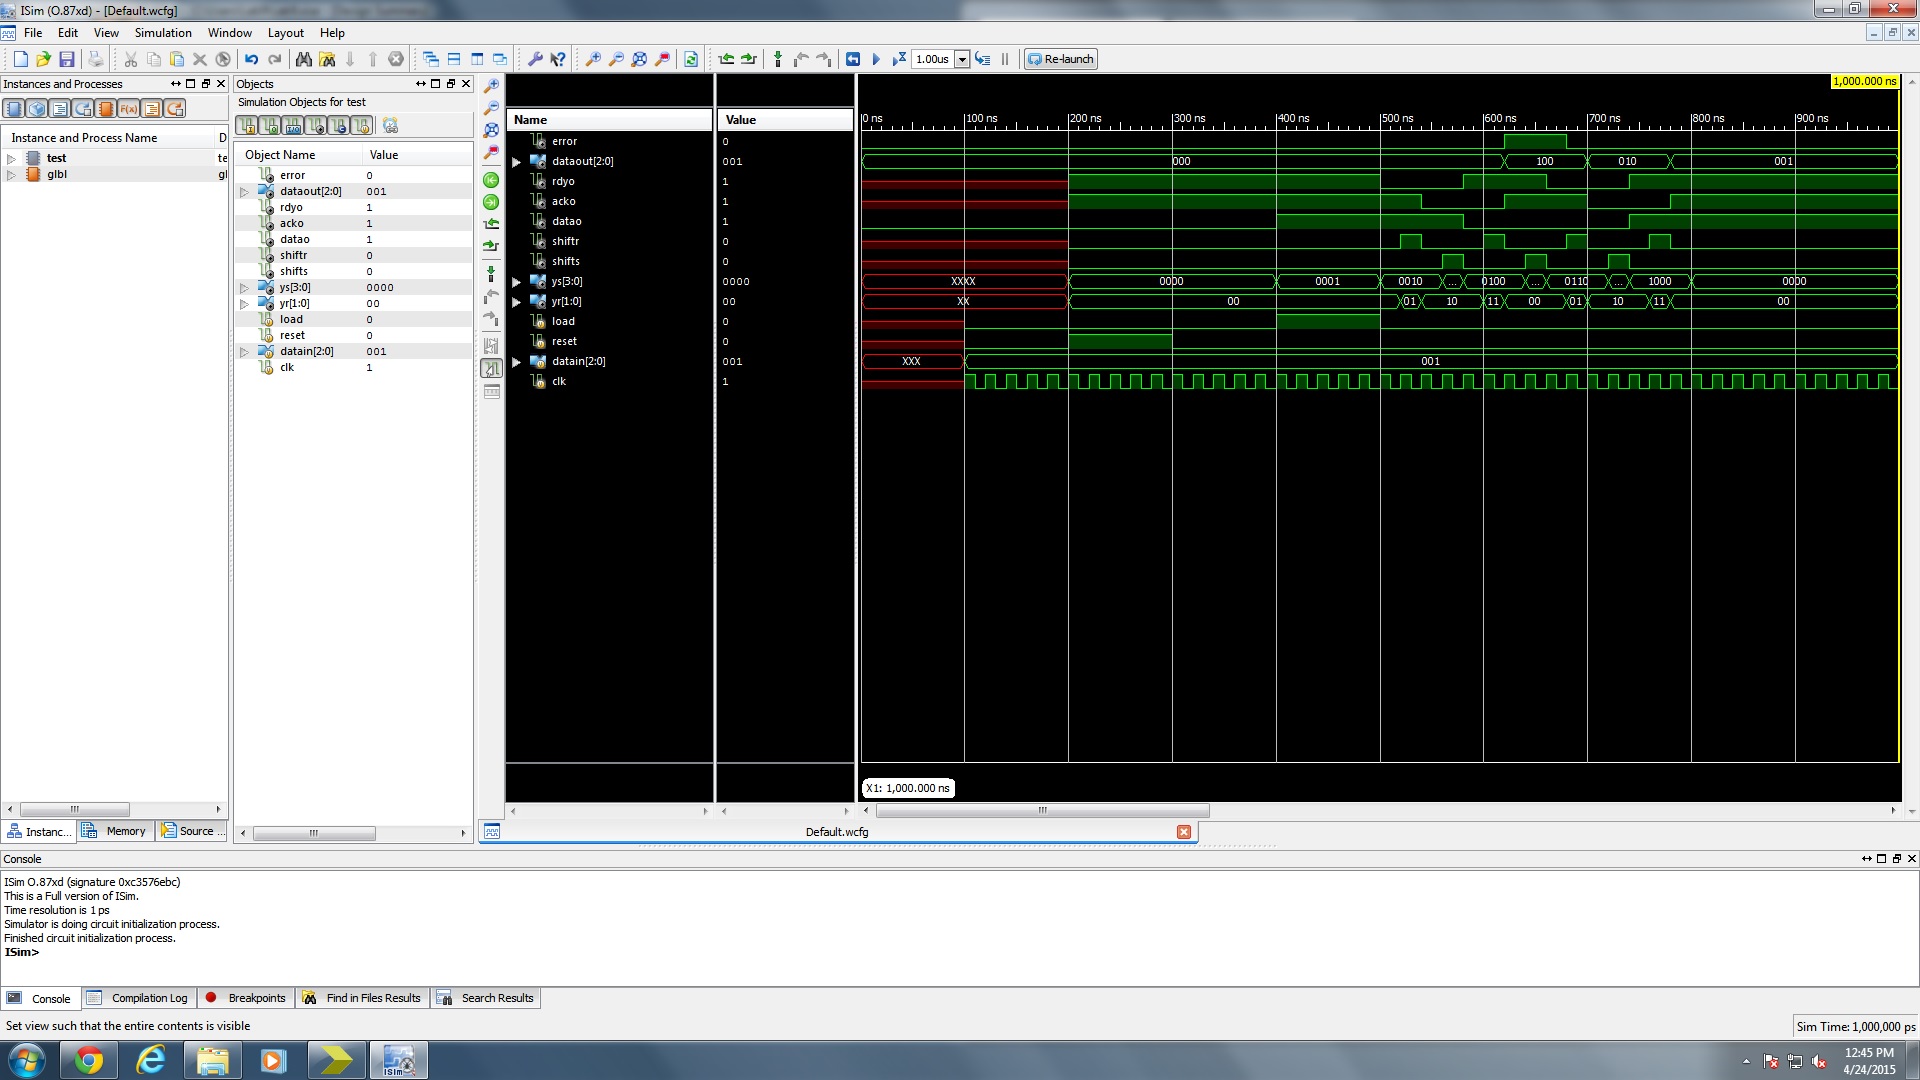 ISim (O.87xd) - [Default.wcfg]
File Edit View Simulation Window Layout Help
1.00us Re-launch
Instances and Processes
Instance and Process Name D
test te
glbl gl
Instanc... Memory Source ...
Objects
Simulation Objects for test
Object Name Value
error 0
dataout[2:0] 001
rdyo 1
acko 1
datao 1
shiftr 0
shifts 0
ys[3:0] 0000
yr[1:0] 00
load 0
reset 0
datain[2:0] 001
clk 1
1,000.000 ns
Name Value 0 ns 100 ns 200 ns 300 ns 400 ns 500 ns 600 ns 700 ns 800 ns 900 ns
error 0
dataout[2:0] 001 000 100 010 001
rdyo 1
acko 1
datao 1
shiftr 0
shifts 0
ys[3:0] 0000 XXXX 0000 0001 0010 ... 0100 ... 0110 ... 1000 0000
yr[1:0] 00 XX 00 01 10 11 00 01 10 11 00
load 0
reset 0
datain[2:0] 001 XXX 001
clk 1
X1: 1,000.000 ns
Default.wcfg
Console
ISim O.87xd (signature 0xc3576ebc)
This is a Full version of ISim.
Time resolution is 1 ps
Simulator is doing circuit initialization process.
Finished circuit initialization process.
ISim>
Console Compilation Log Breakpoints Find in Files Results Search Results
Set view such that the entire contents is visible
Sim Time: 1,000,000 ps
ISim
12:45 PM
4/24/2015